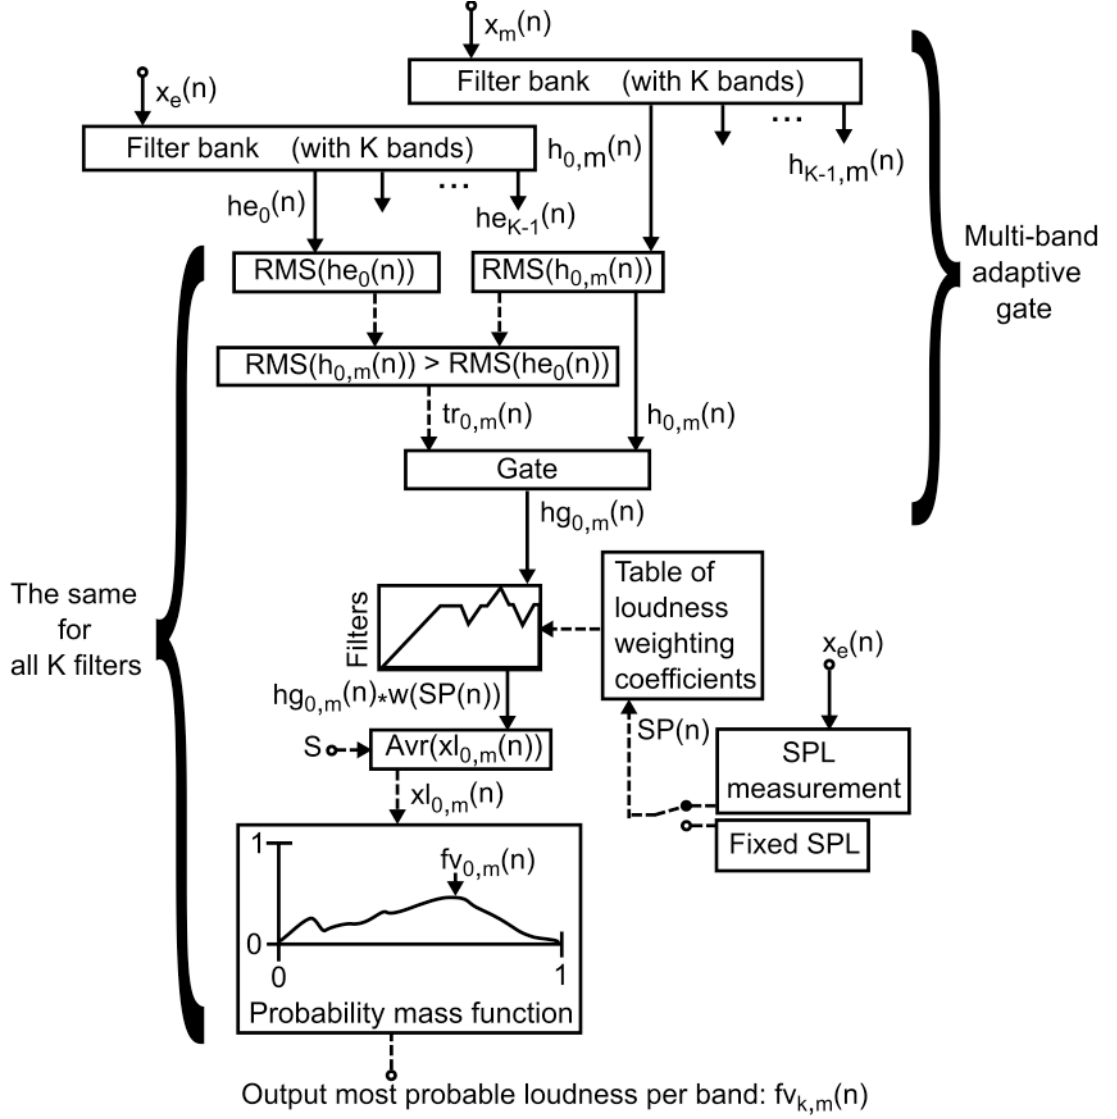 xₘ(n)
Filter bank (with K bands)
xₑ(n)
Filter bank (with K bands)
h₀,ₘ(n)
...
h_{K-1,m}(n)
he₀(n)
...
he_{K-1}(n)
Multi-band
adaptive
gate
RMS(he₀(n))
RMS(h₀,ₘ(n))
RMS(h₀,ₘ(n)) > RMS(he₀(n))
tr₀,ₘ(n)
h₀,ₘ(n)
Gate
hg₀,ₘ(n)
The same
for
all K filters
Filters
Table of
loudness
weighting
coefficients
xₑ(n)
hg₀,ₘ(n)*w(SP(n))
SP(n)
S
Avr(xl₀,ₘ(n))
SPL
measurement
xl₀,ₘ(n)
Fixed SPL
1
fv₀,ₘ(n)
0
0
1
Probability mass function
Output most probable loudness per band: fv_{k,m}(n)